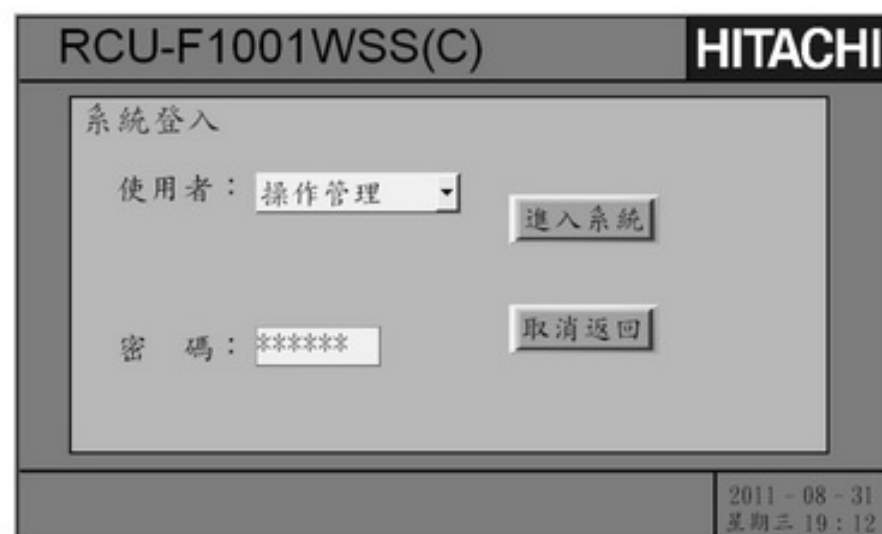 RCU-F1001WSS(C)
HITACHI
系統登入
使用者：操作管理
進入系統
取消返回
密 碼：******
2011-08-31
星期三 19:12